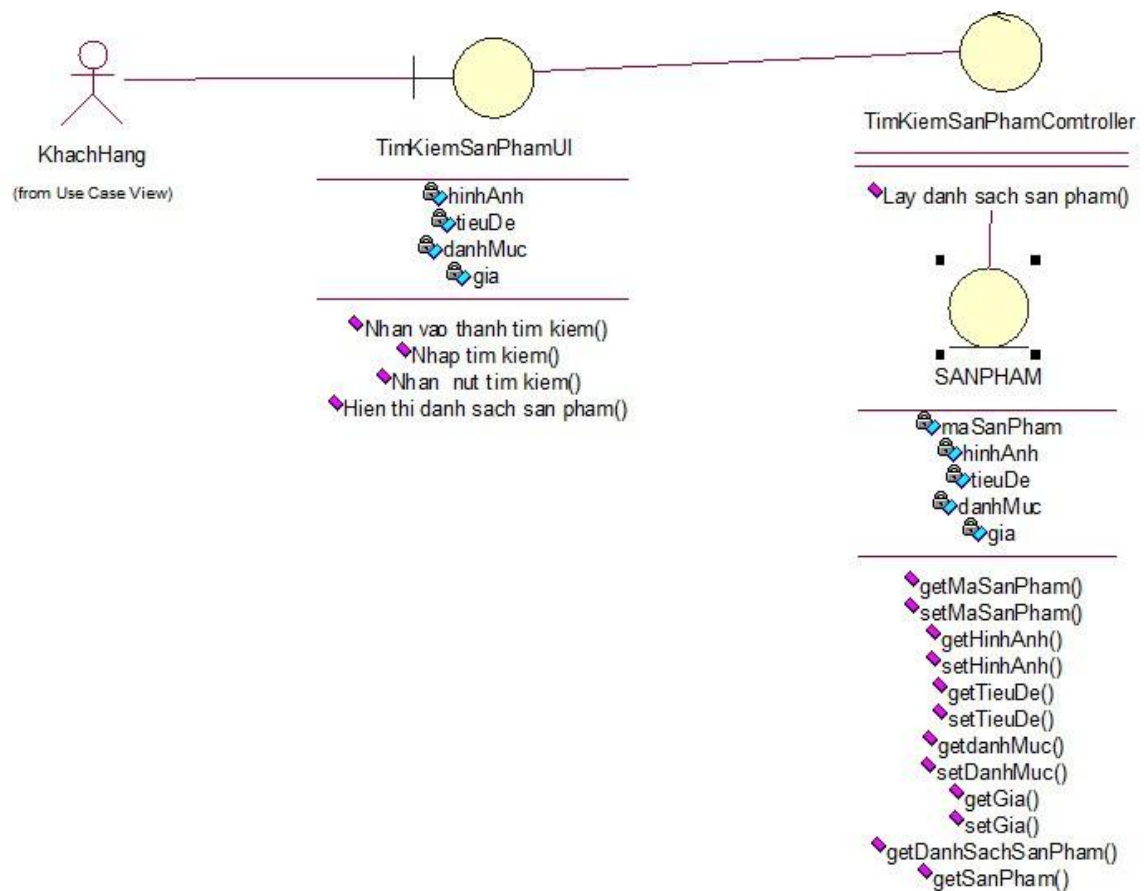 KhachHang
(from Use Case View)
TimKiemSanPhamUI
hinhAnh
tieuDe
danhMuc
gia
Nhan vao thanh tim kiem()
Nhap tim kiem()
Nhan nut tim kiem()
Hien thi danh sach san pham()
TimKiemSanPhamComtroller
Lay danh sach san pham()
SANPHAM
maSanPham
hinhAnh
tieuDe
danhMuc
gia
getMaSanPham()
setMaSanPham()
getHinhAnh()
setHinhAnh()
getTieuDe()
setTieuDe()
getdanhMuc()
setDanhMuc()
getGia()
setGia()
getDanhSachSanPham()
getSanPham()